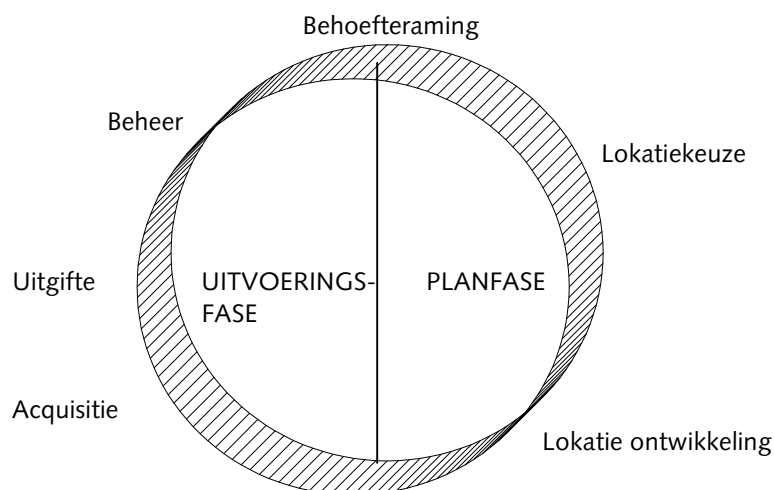 Behoefteraming
Beheer
Lokatiekeuze
Uitgifte
UITVOERINGS-
FASE
PLANFASE
Acquisitie
Lokatie ontwikkeling